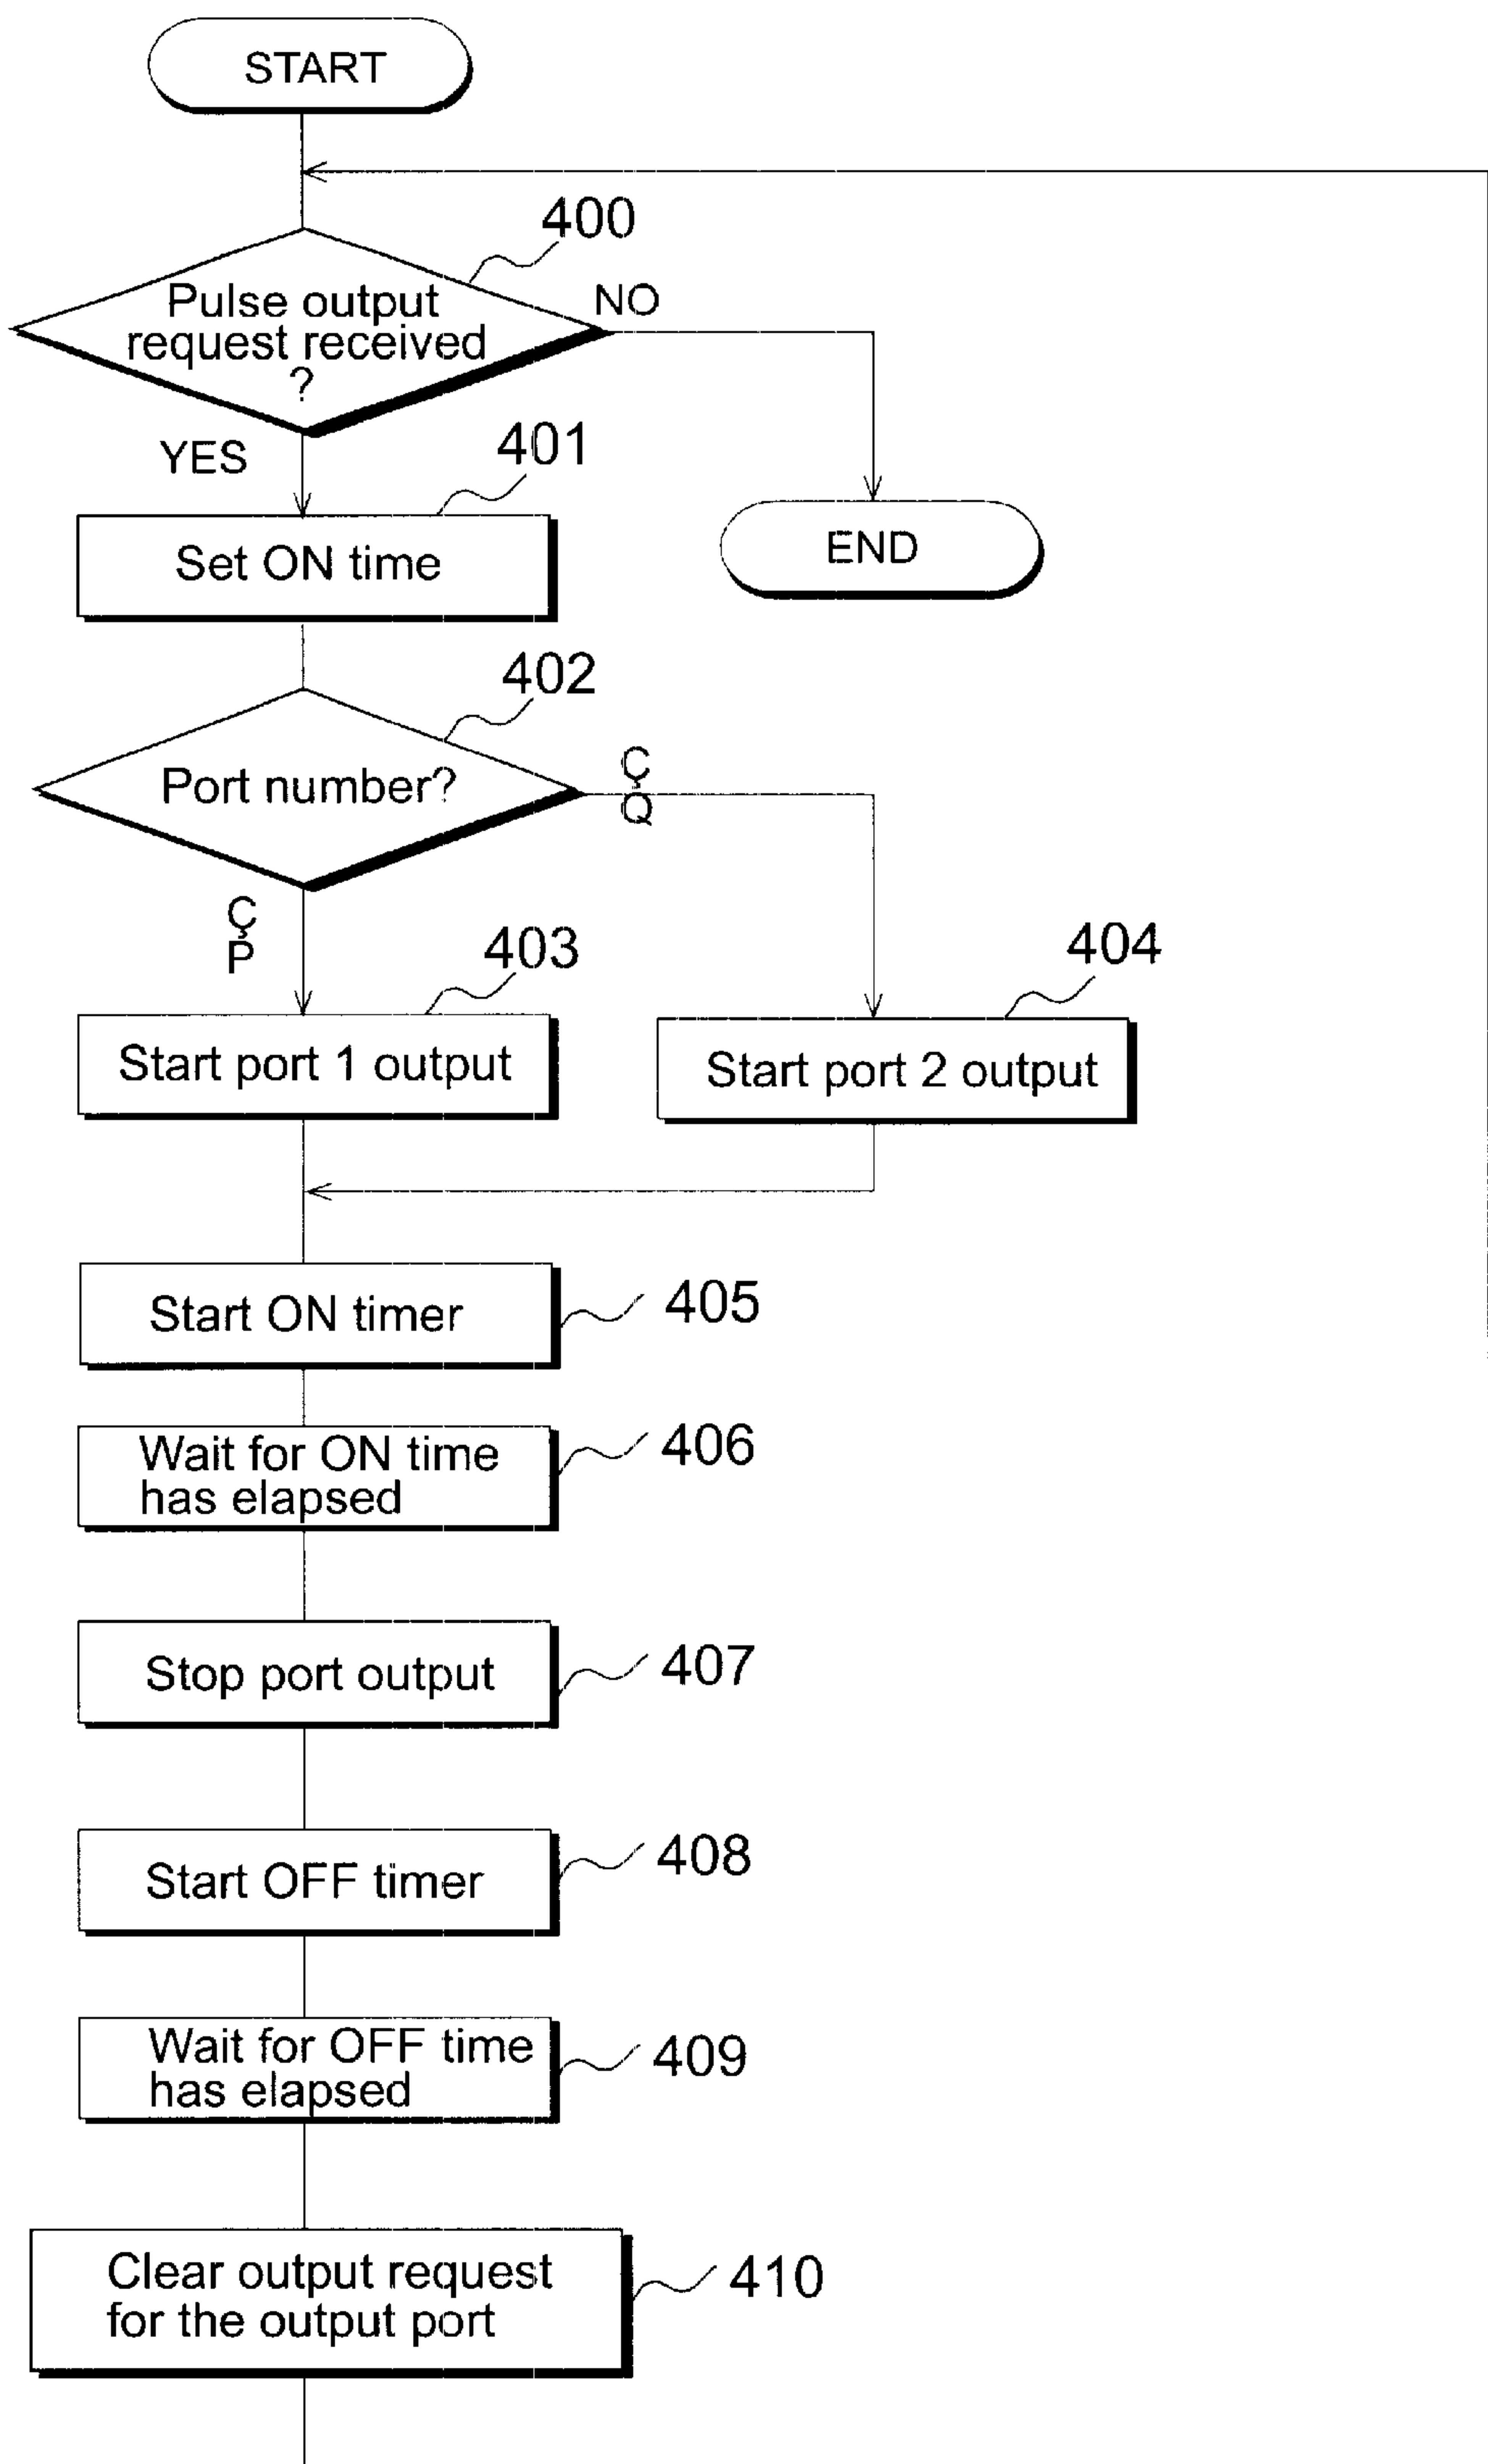 START
400
Pulse output
request received
?
NO
YES
401
Set ON time
END
402
Port number?
Ç
Q
Ç
P
403
404
Start port 1 output
Start port 2 output
Start ON timer
405
Wait for ON time
has elapsed
406
Stop port output
407
Start OFF timer
408
Wait for OFF time
has elapsed
409
Clear output request
for the output port
410